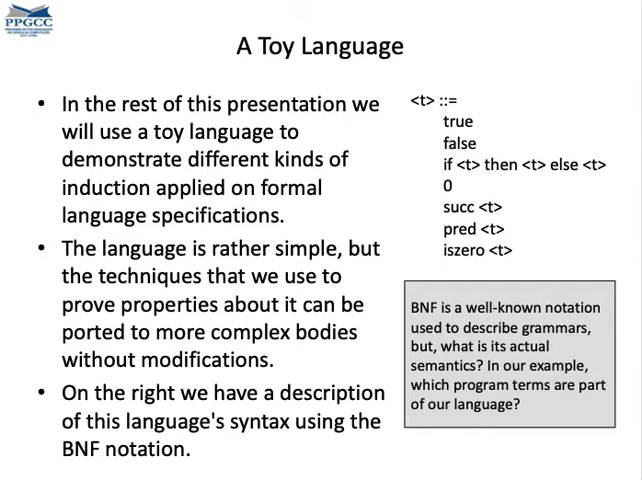 PPGCC
A Toy Language
• In the rest of this presentation we
will use a toy language to
demonstrate different kinds of
induction applied on formal
language specifications.
• The language is rather simple, but
the techniques that we use to
prove properties about it can be
ported to more complex bodies
without modifications.
• On the right we have a description
of this language's syntax using the
BNF notation.
<t> ::=
true
false
if <t> then <t> else <t>
0
succ <t>
pred <t>
iszero <t>
BNF is a well-known notation
used to describe grammars,
but, what is its actual
semantics? In our example,
which program terms are part
of our language?